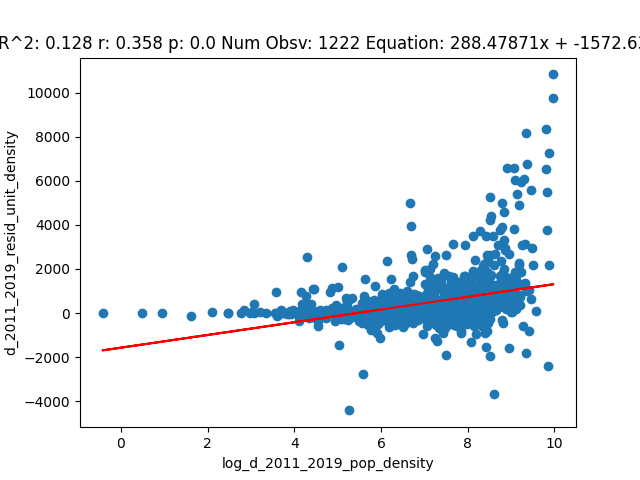 R^2: 0.128 r: 0.358 p: 0.0 Num Obsv: 1222 Equation: 288.47871x + -1572.6
10000
8000
6000
4000
2000
0
−2000
−4000
d_2011_2019_resid_unit_density
0 2 4 6 8 10
log_d_2011_2019_pop_density